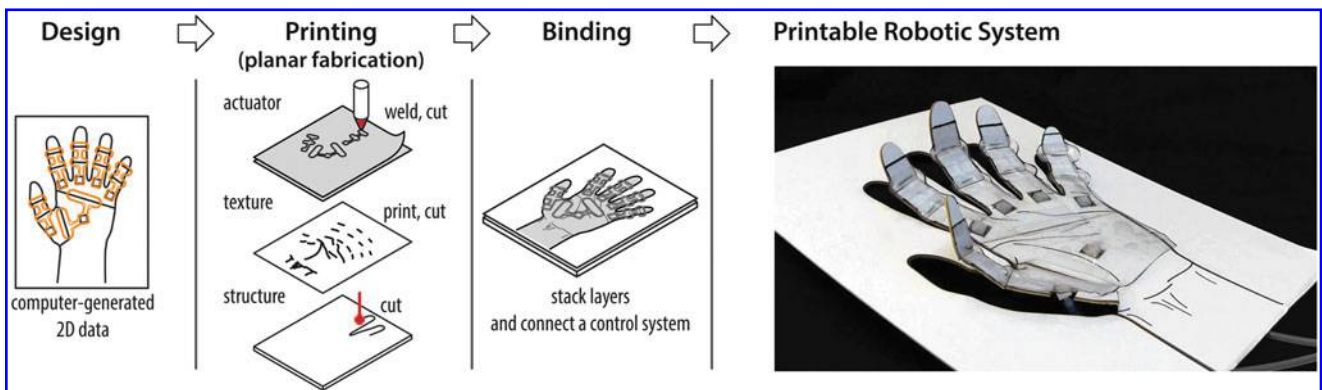 Design
Printing
(planar fabrication)
Binding
Printable Robotic System
computer-generated
2D data
actuator
weld, cut
texture
print, cut
structure
cut
stack layers
and connect a control system